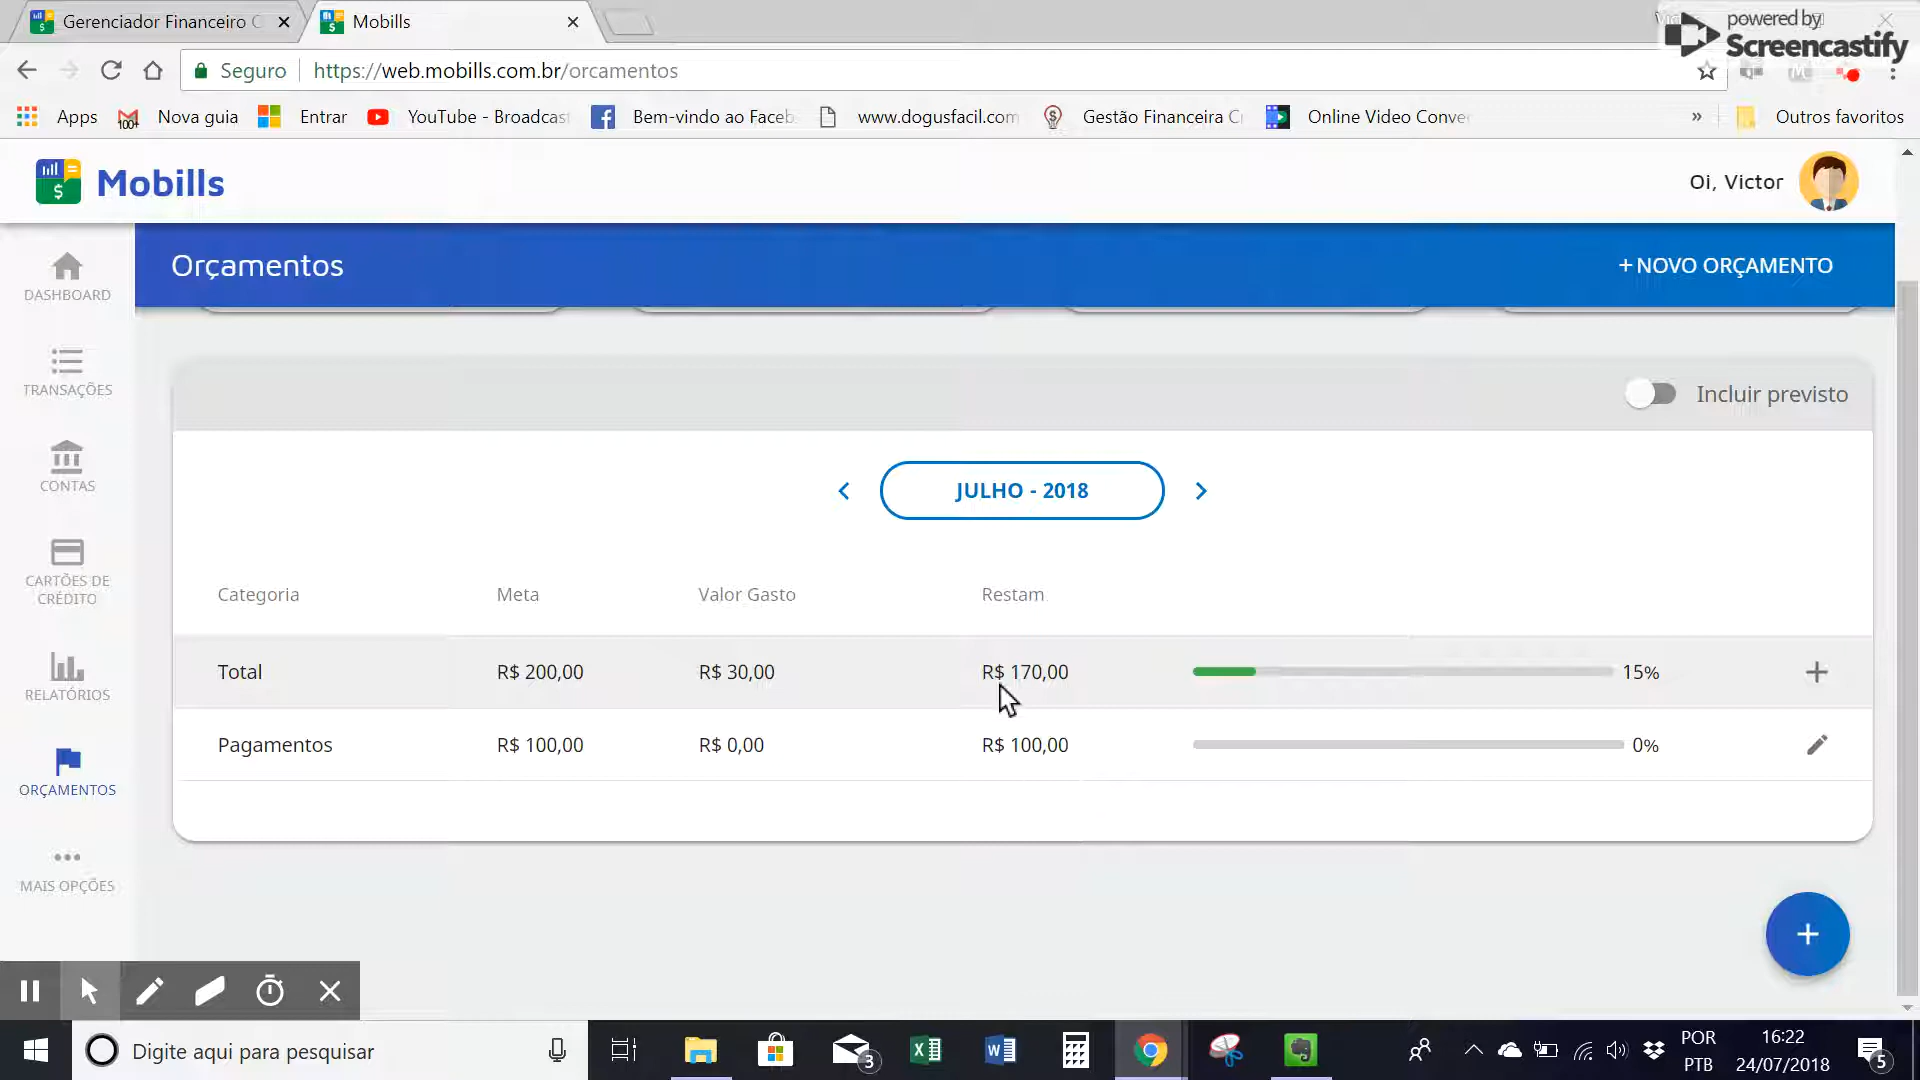 Gerenciador Financeiro
Mobills
powered by
Screencastify
Seguro
https://web.mobills.com.br/orcamentos
Apps
Nova guia
Entrar
YouTube - Broadcast
Bem-vindo ao Faceb
www.dogusfacil.com
Gestão Financeira
Online Video Conve
»
Outros favoritos
Mobills
Oi, Victor
Orçamentos
+ NOVO ORÇAMENTO
DASHBOARD
TRANSAÇÕES
CONTAS
CARTÕES DE
CRÉDITO
RELATÓRIOS
ORÇAMENTOS
MAIS OPÇÕES
Incluir previsto
JULHO - 2018
Categoria Meta Valor Gasto Restam
Total R$ 200,00 R$ 30,00 R$ 170,00 15%
Pagamentos R$ 100,00 R$ 0,00 R$ 100,00 0%
Digite aqui para pesquisar
3
POR
PTB
16:22
24/07/2018
5